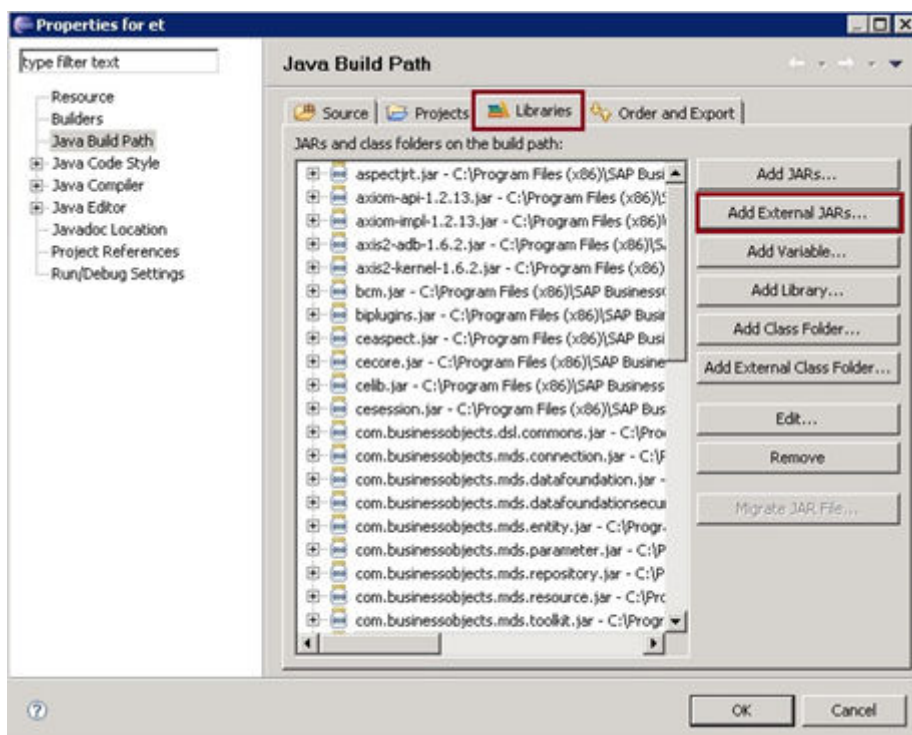 Properties for et
type filter text
Resource
Builders
Java Build Path
Java Code Style
Java Compiler
Java Editor
Javadoc Location
Project References
Run/Debug Settings
Java Build Path
Source
Projects
Libraries
Order and Export
JARs and class folders on the build path:
aspectjrt.jar - C:\Program Files (x86)\SAP Busi
axiom-api-1.2.13.jar - C:\Program Files (x86)\
axiom-impl-1.2.13.jar - C:\Program Files (x86)\
axis2-adb-1.6.2.jar - C:\Program Files (x86)\S
axis2-kernel-1.6.2.jar - C:\Program Files (x86)
bcm.jar - C:\Program Files (x86)\SAP Business
biplugins.jar - C:\Program Files (x86)\SAP Busi
ceaspect.jar - C:\Program Files (x86)\SAP Busi
cecore.jar - C:\Program Files (x86)\SAP Busine
celib.jar - C:\Program Files (x86)\SAP Business
cesession.jar - C:\Program Files (x86)\SAP Bus
com.businessobjects.dsl.commons.jar - C:\Pro
com.businessobjects.mds.connection.jar - C:\
com.businessobjects.mds.datafoundation.jar -
com.businessobjects.mds.datafoundationsecu
com.businessobjects.mds.entity.jar - C:\Progr
com.businessobjects.mds.parameter.jar - C:\P
com.businessobjects.mds.repository.jar - C:\P
com.businessobjects.mds.resource.jar - C:\Pro
com.businessobjects.mds.toolkit.jar - C:\Progr
Add JARs...
Add External JARs...
Add Variable...
Add Library...
Add Class Folder...
Add External Class Folder...
Edit...
Remove
Migrate JAR File...
OK
Cancel